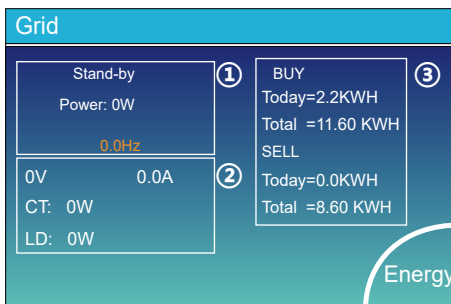 Grid
Stand-by
Power: 0W
0.0Hz
①
0V 0.0A
CT: 0W
LD: 0W
②
BUY
Today=2.2KWH
Total =11.60 KWH
SELL
Today=0.0KWH
Total =8.60 KWH
③
Energy